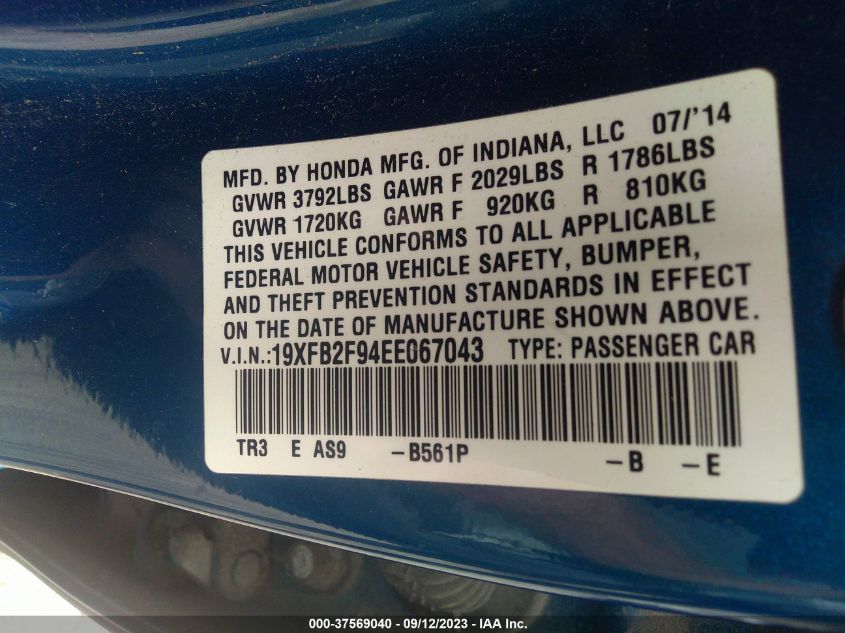 MFD. BY HONDA MFG. OF INDIANA, LLC 07/'14
GVWR 3792LBS GAWR F 2029LBS R 1786LBS
GVWR 1720KG GAWR F 920KG R 810KG
THIS VEHICLE CONFORMS TO ALL APPLICABLE
FEDERAL MOTOR VEHICLE SAFETY, BUMPER,
AND THEFT PREVENTION STANDARDS IN EFFECT
ON THE DATE OF MANUFACTURE SHOWN ABOVE.
V.I.N.:19XFB2F94EE067043 TYPE: PASSENGER CAR
TR3 E AS9 -B561P -B -E
000-37569040 - 09/12/2023 - IAA Inc.